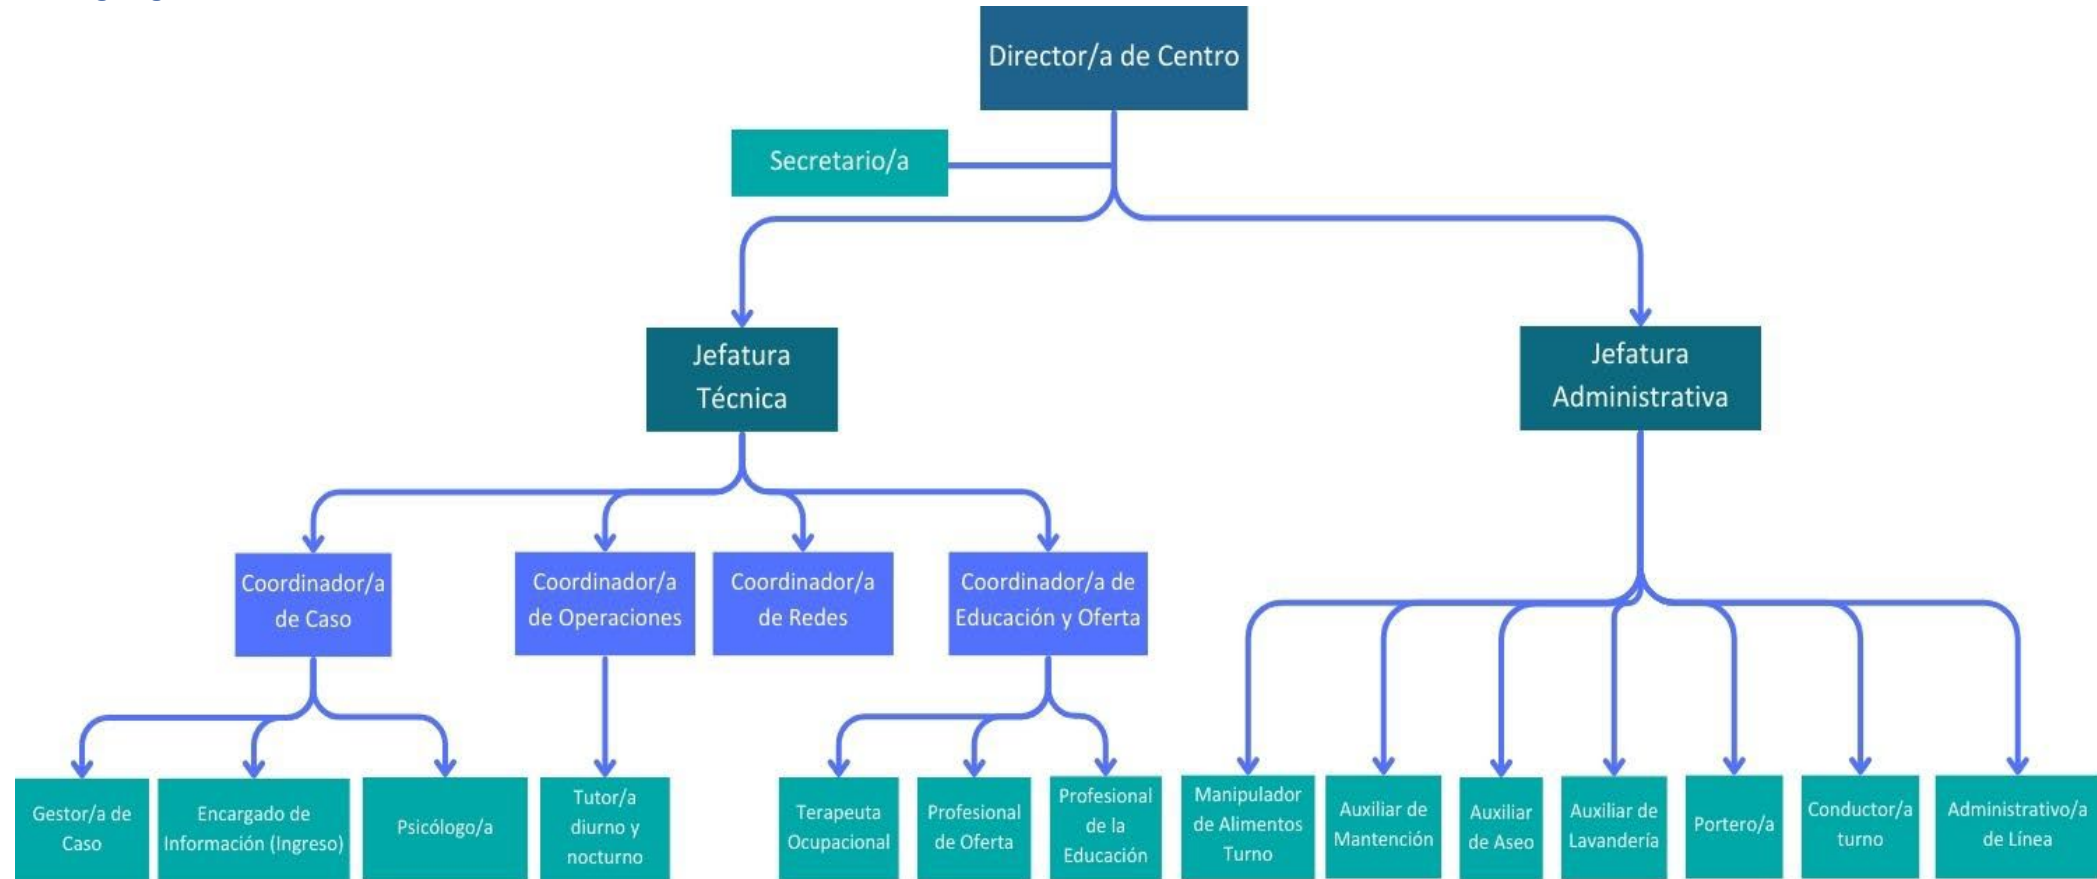 Director/a de Centro
Secretario/a
Jefatura
Técnica
Jefatura
Administrativa
Coordinador/a
de Caso
Coordinador/a
de Operaciones
Coordinador/a
de Redes
Coordinador/a de
Educación y Oferta
Gestor/a de
Caso
Encargado de
Información (Ingreso)
Psicólogo/a
Tutor/a
diurno y
nocturno
Terapeuta
Ocupacional
Profesional
de Oferta
Profesional
de la
Educación
Manipulador
de Alimentos
Turno
Auxiliar de
Mantención
Auxiliar
de Aseo
Auxiliar de
Lavandería
Portero/a
Conductor/a
turno
Administrativo/a
de Línea